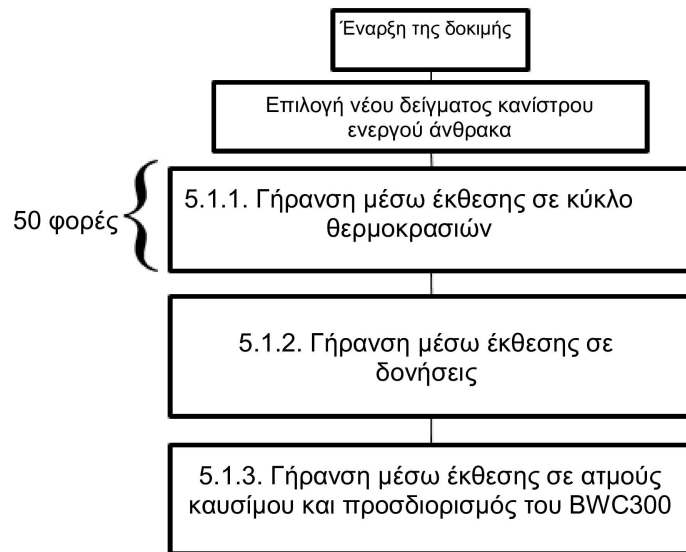 Έναρξη της δοκιμής
Επιλογή νέου δείγματος κανίστρου
ενεργού άνθρακα
50 φορές
5.1.1. Γήρανση μέσω έκθεσης σε κύκλο
θερμοκρασιών
5.1.2. Γήρανση μέσω έκθεσης σε
δονήσεις
5.1.3. Γήρανση μέσω έκθεσης σε ατμούς
καυσίμου και προσδιορισμός του BWC300